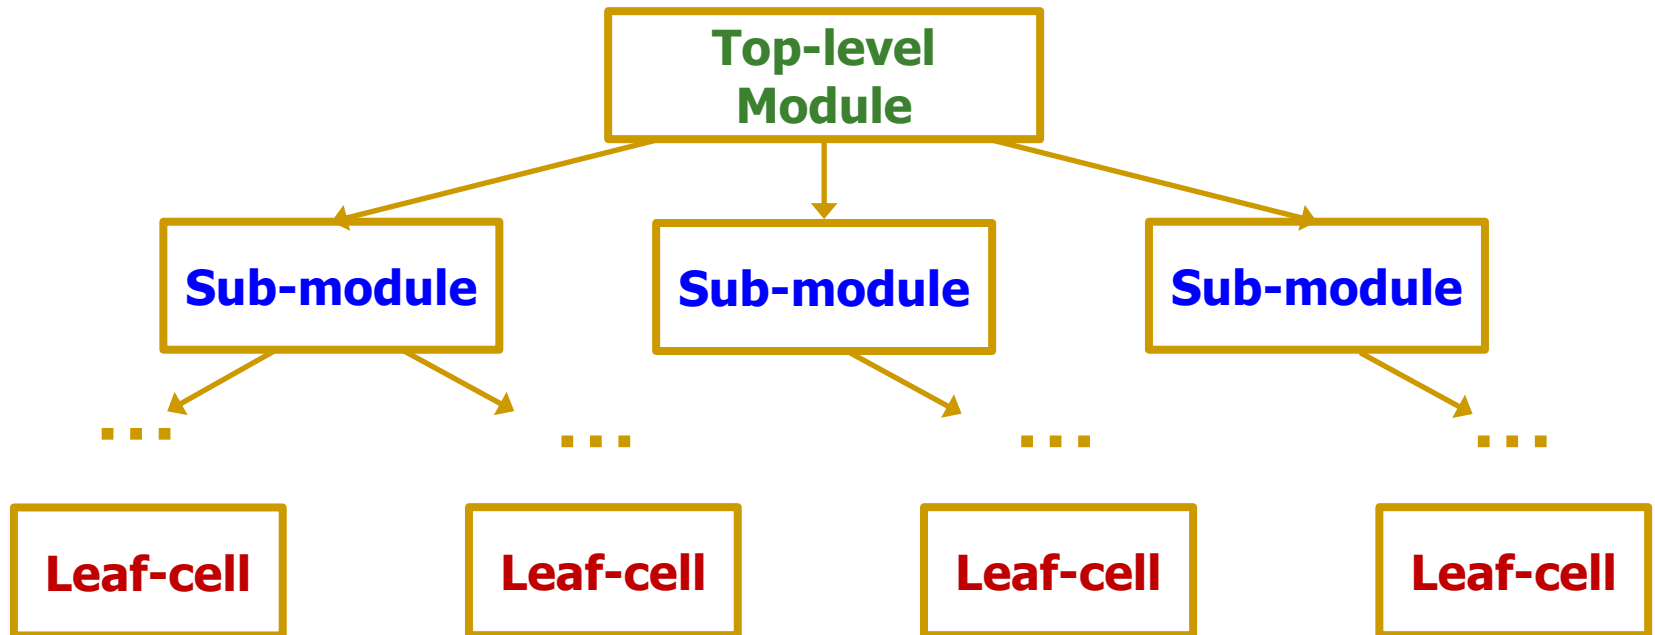 Top-level
Module
Sub-module
Sub-module
Sub-module
...
...
...
...
Leaf-cell
Leaf-cell
Leaf-cell
Leaf-cell